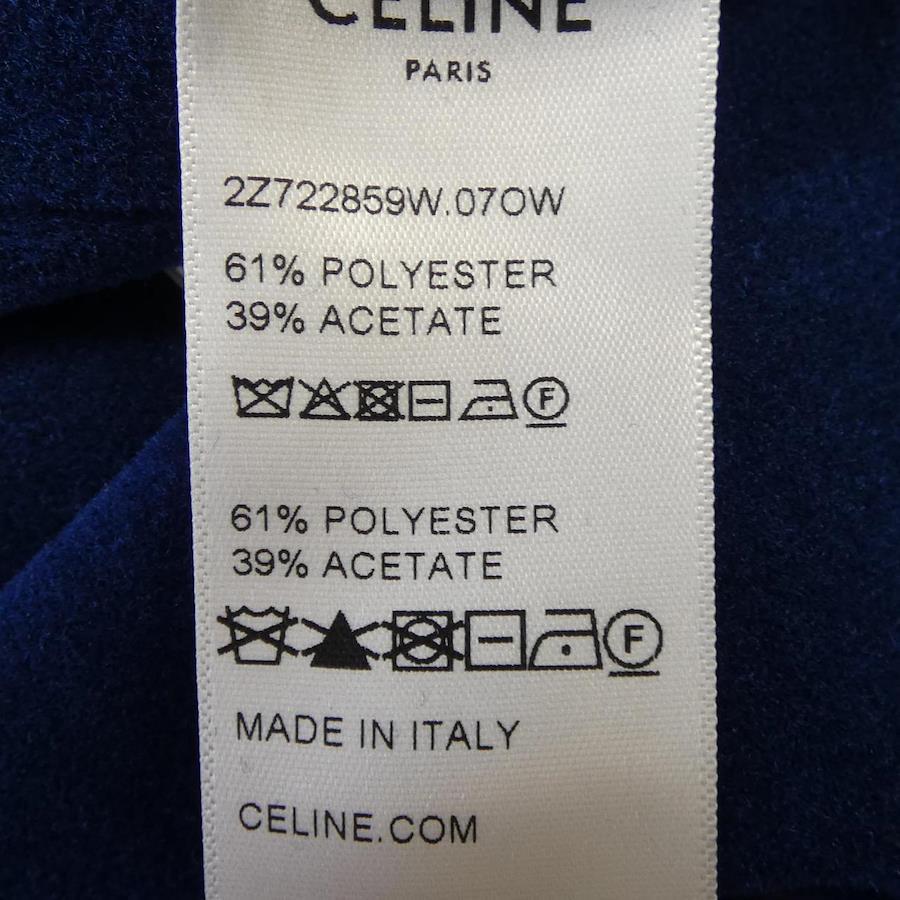 CELINE
PARIS
2Z722859W.07OW
61% POLYESTER
39% ACETATE
F
61% POLYESTER
39% ACETATE
F
MADE IN ITALY
CELINE.COM